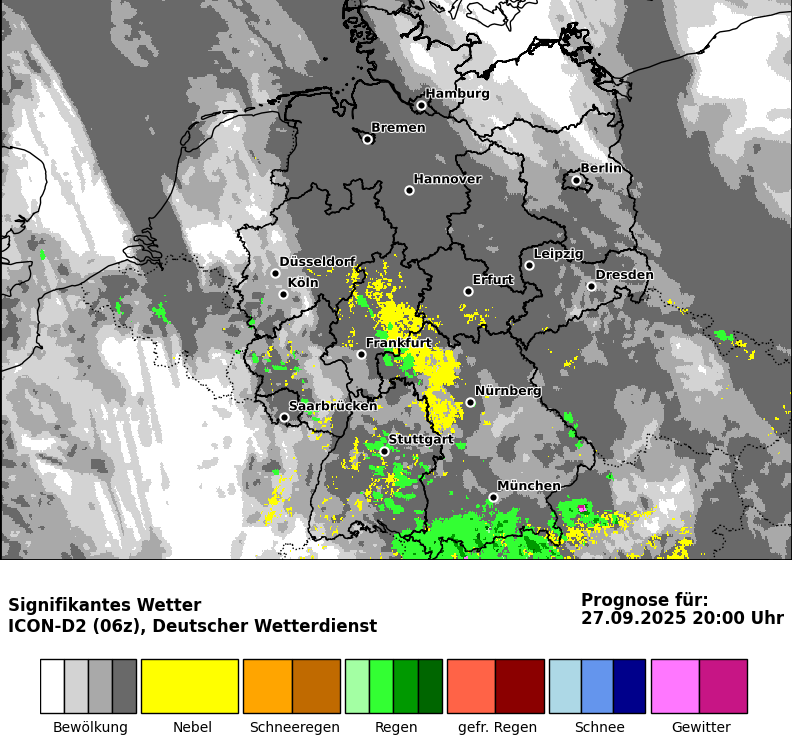 Hamburg
Bremen
Berlin
Hannover
Leipzig
Düsseldorf
Dresden
Erfurt
Köln
Frankfurt
Nürnberg
Saarbrücken
Stuttgart
München
Signifikantes Wetter
ICON-D2 (06z), Deutscher Wetterdienst
Prognose für:
27.09.2025 20:00 Uhr
Bewölkung
Nebel
Schneeregen
Regen
gefr. Regen
Schnee
Gewitter